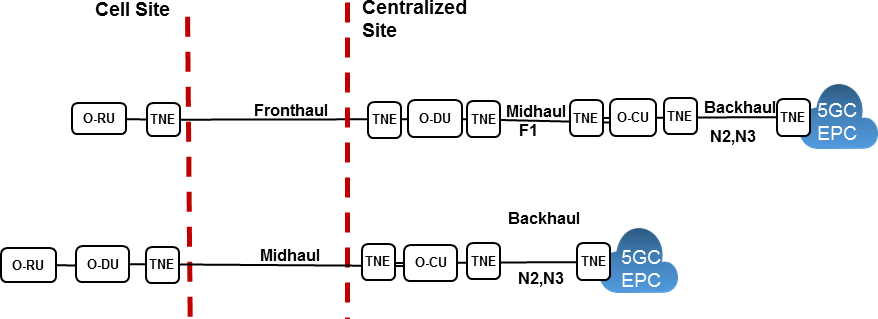 Cell Site
Centralized
Site
O-RU
TNE
Fronthaul
TNE
O-DU
TNE
Midhaul
F1
TNE
O-CU
TNE
Backhaul
N2,N3
TNE
5GC
EPC
O-RU
O-DU
TNE
Midhaul
TNE
O-CU
TNE
Backhaul
N2,N3
TNE
5GC
EPC